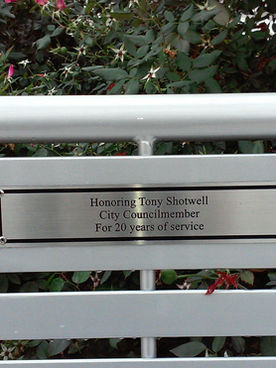 Honoring Tony Shotwell
City Councilmember
For 20 years of service